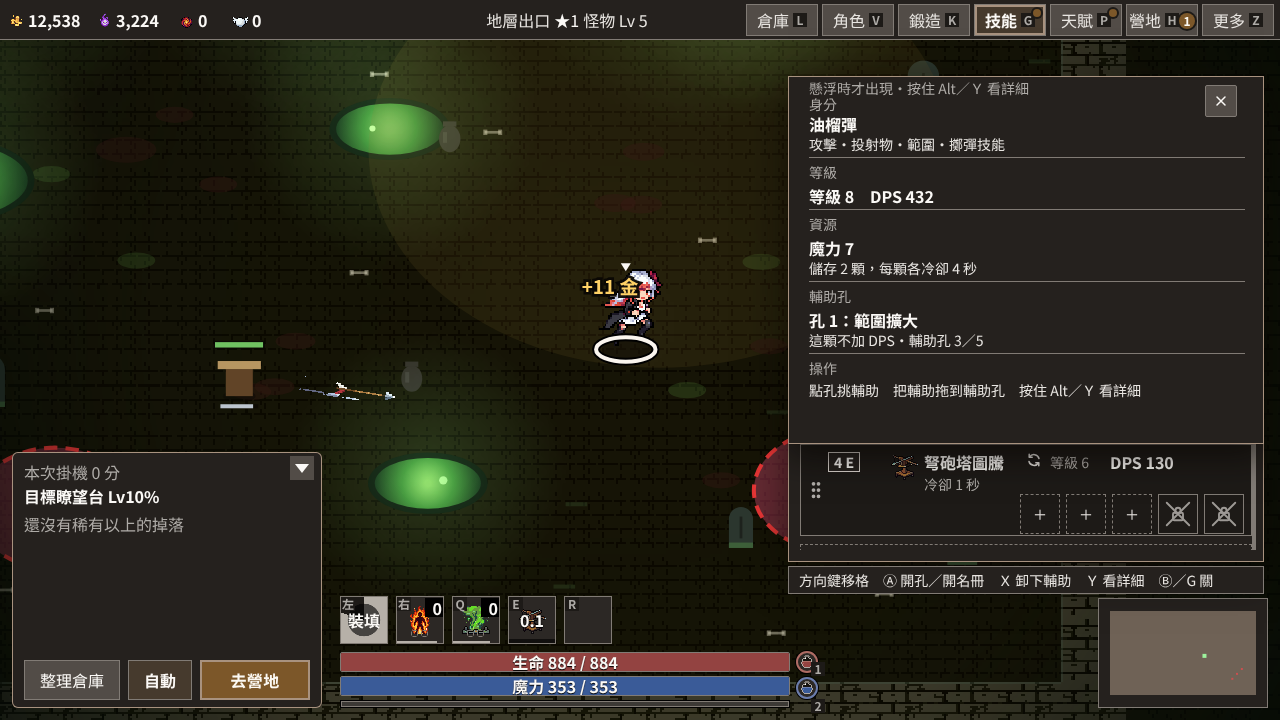 12,538
3,224
0
0
地層出口 ★1 怪物 Lv 5
倉庫 L
角色 V
鍛造 K
技能 G
天賦 P
營地 H 1
更多 Z
懸浮時才出現・按住 Alt／Ｙ 看詳細
身分
油榴彈
攻擊・投射物・範圍・擲彈技能
等級
等級 8 DPS 432
資源
魔力 7
儲存 2 顆，每顆各冷卻 4 秒
輔助孔
孔 1：範圍擴大
這顆不加 DPS・輔助孔 3／5
操作
點孔挑輔助 把輔助拖到輔助孔 按住 Alt／Ｙ 看詳細
×
4 E
弩砲塔圖騰
等級 6
DPS 130
冷卻 1 秒
+ + +
方向鍵移格 Ⓐ 開孔／開名冊 Ｘ 卸下輔助 Ｙ 看詳細 Ⓑ／G 關
+11 金
本次掛機 0 分
目標瞭望台 Lv10%
還沒有稀有以上的掉落
整理倉庫
自動
去營地
左 裝填
右 0
Q 0
E 0.1
R
生命 884 / 884
1
魔力 353 / 353
2